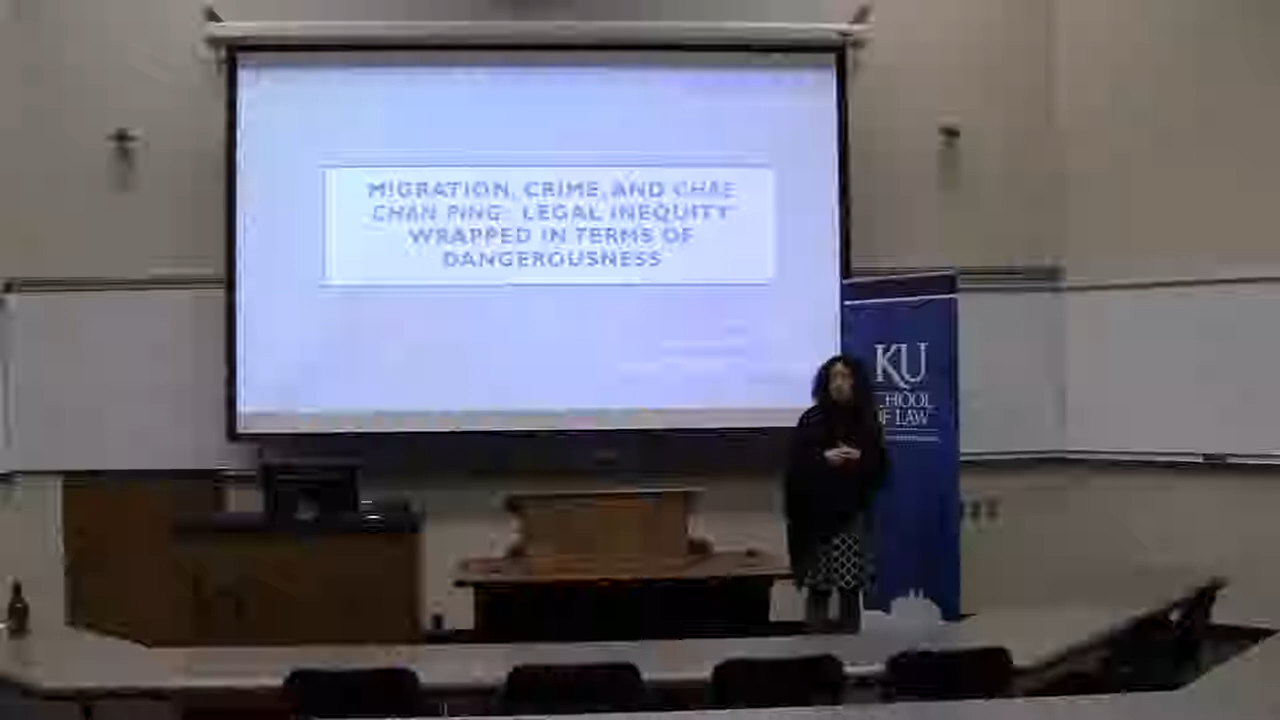 MIGRATION, CRIME, AND CHAE
CHAN PING: LEGAL INEQUITY
WRAPPED IN TERMS OF
DANGEROUSNESS
KU
SCHOOL
OF LAW